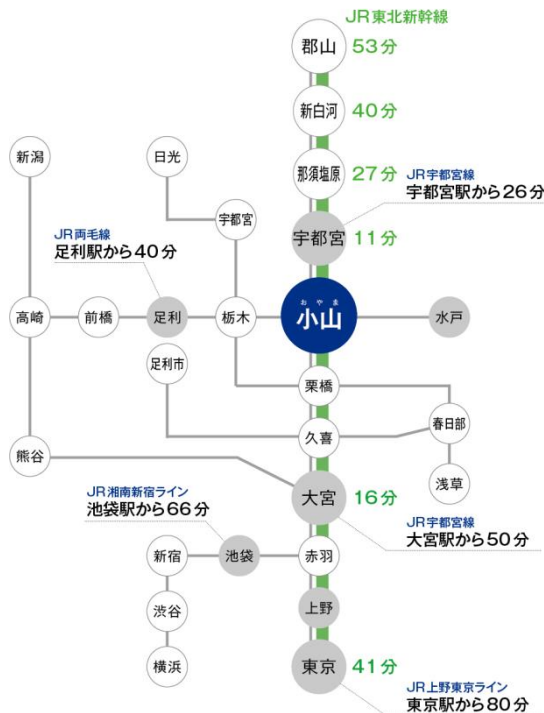 JR東北新幹線
郡山 53分
新白河 40分
新潟
日光
那須塩原 27分
JR宇都宮線
宇都宮駅から26分
宇都宮
宇都宮 11分
JR両毛線
足利駅から40分
おやま
高崎
前橋
足利
栃木
小山
水戸
足利市
栗橋
春日部
久喜
熊谷
浅草
JR湘南新宿ライン
池袋駅から66分
大宮 16分
JR宇都宮線
大宮駅から50分
新宿
池袋
赤羽
渋谷
上野
横浜
東京 41分
JR上野東京ライン
東京駅から80分